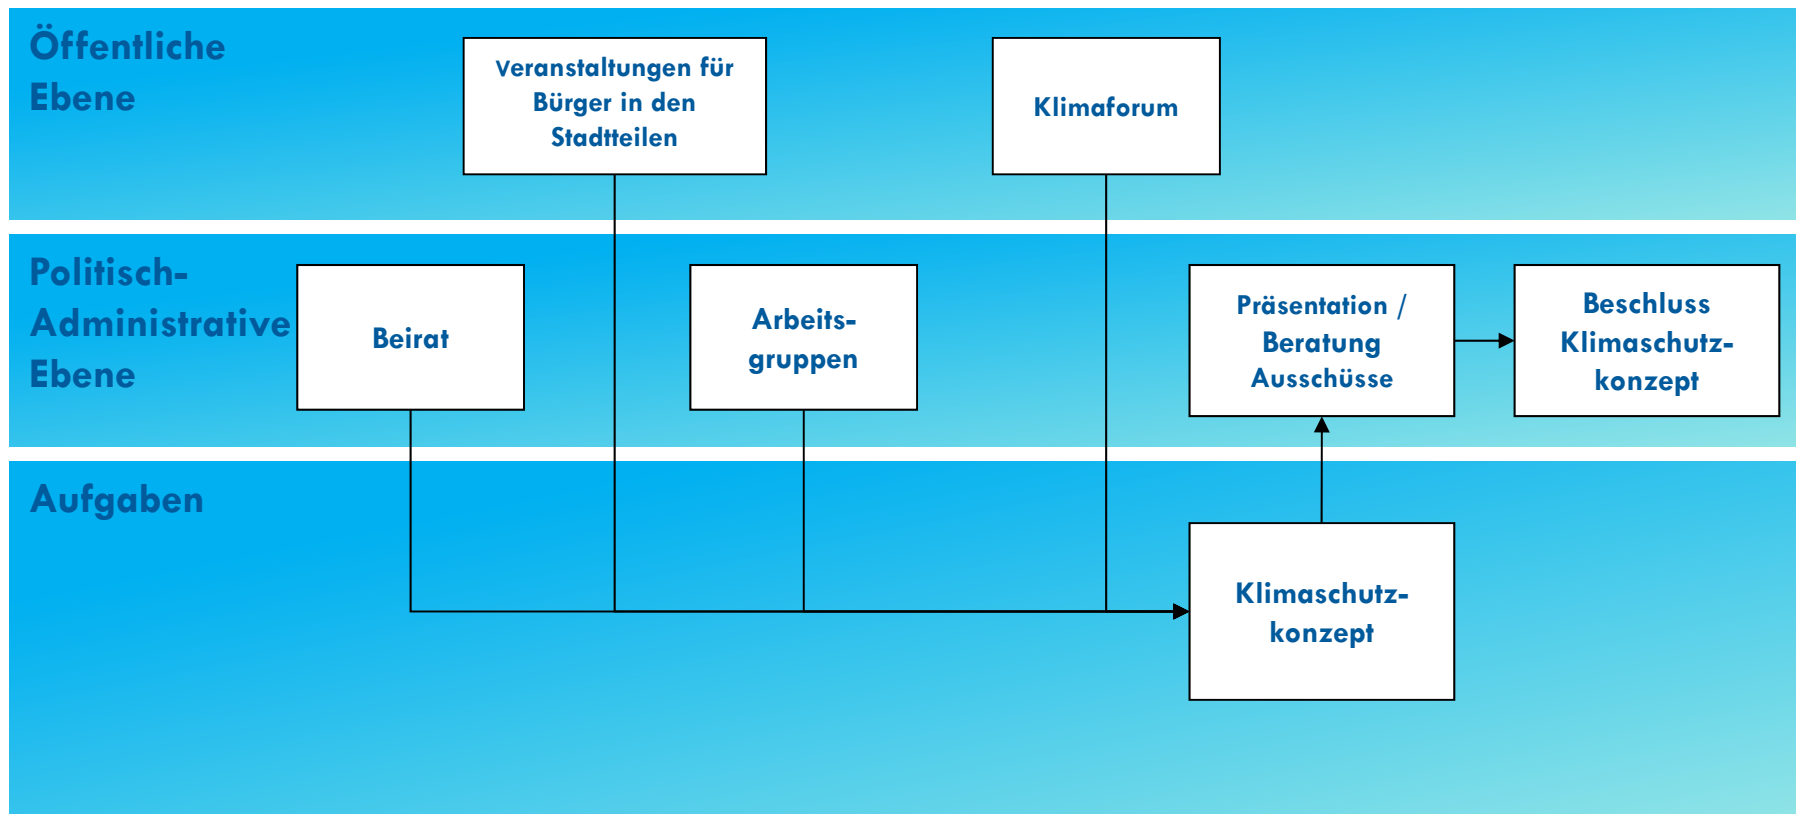 Öffentliche
Ebene
Veranstaltungen für
Bürger in den
Stadtteilen
Klimaforum
Politisch-
Administrative
Ebene
Beirat
Arbeits-
gruppen
Präsentation /
Beratung
Ausschüsse
Beschluss
Klimaschutz-
konzept
Aufgaben
Klimaschutz-
konzept